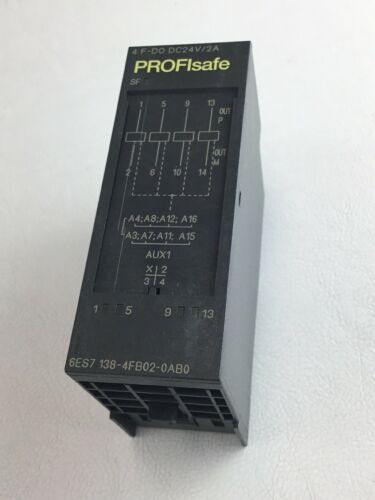 4 F-DO DC24V/2A
PROFIsafe
SF
1 5 9 13
OUT
P
OUT
M
2 6 10 14
A4;A8;A12; A16
A3;A7;A11; A15
AUX1
X 2
3 4
1 5 9 13
6ES7 138-4FB02-0AB0